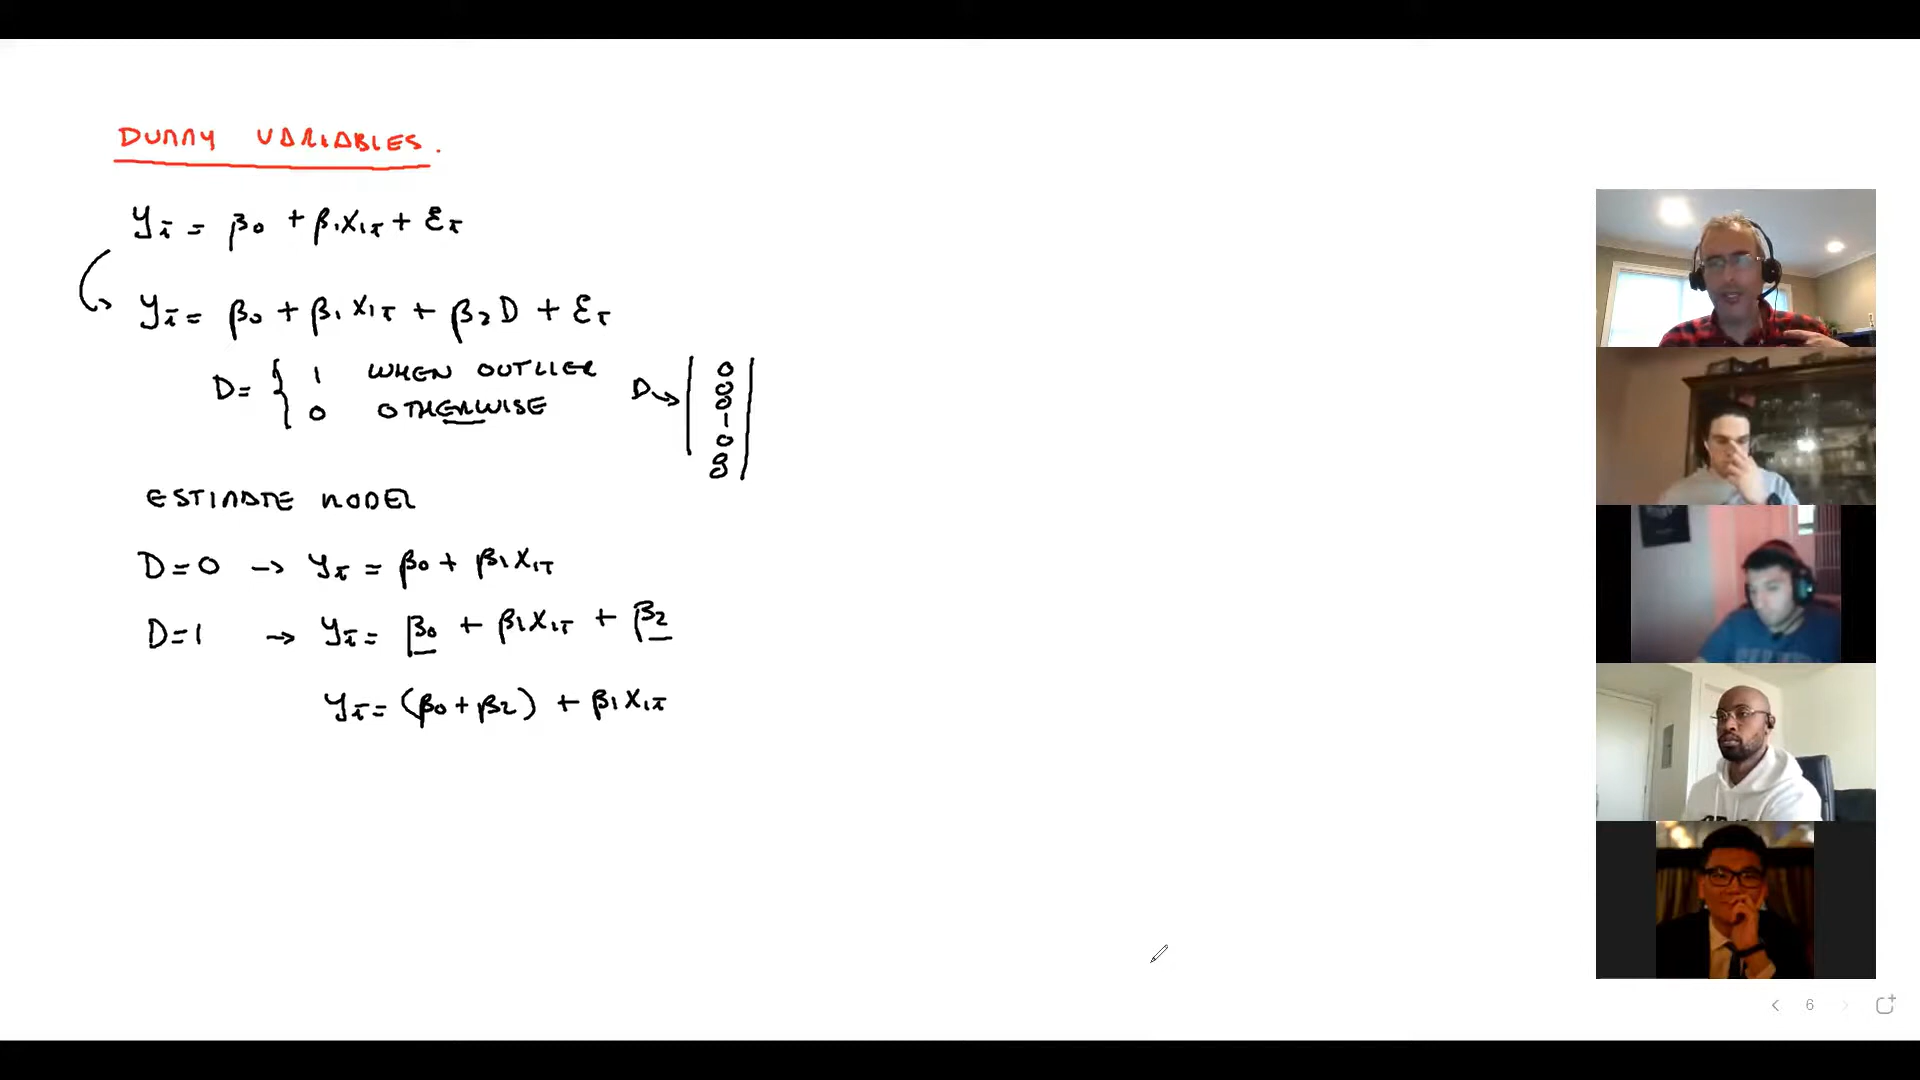 DUMMY VARIABLES.
yᵢ = β₀ + β₁x₁ᵢ + εᵢ
yᵢ = β₀ + β₁x₁ᵢ + β₂D + εᵢ
D = { 1 WHEN OUTLIER
0 OTHERWISE
D → | 0 0 0 1 0 0 0 |
ESTIMATE MODEL
D=0 → yᵢ = β₀ + β₁x₁ᵢ
D=1 → yᵢ = β₀ + β₁x₁ᵢ + β₂
yᵢ = (β₀+β₂) + β₁x₁ᵢ
6